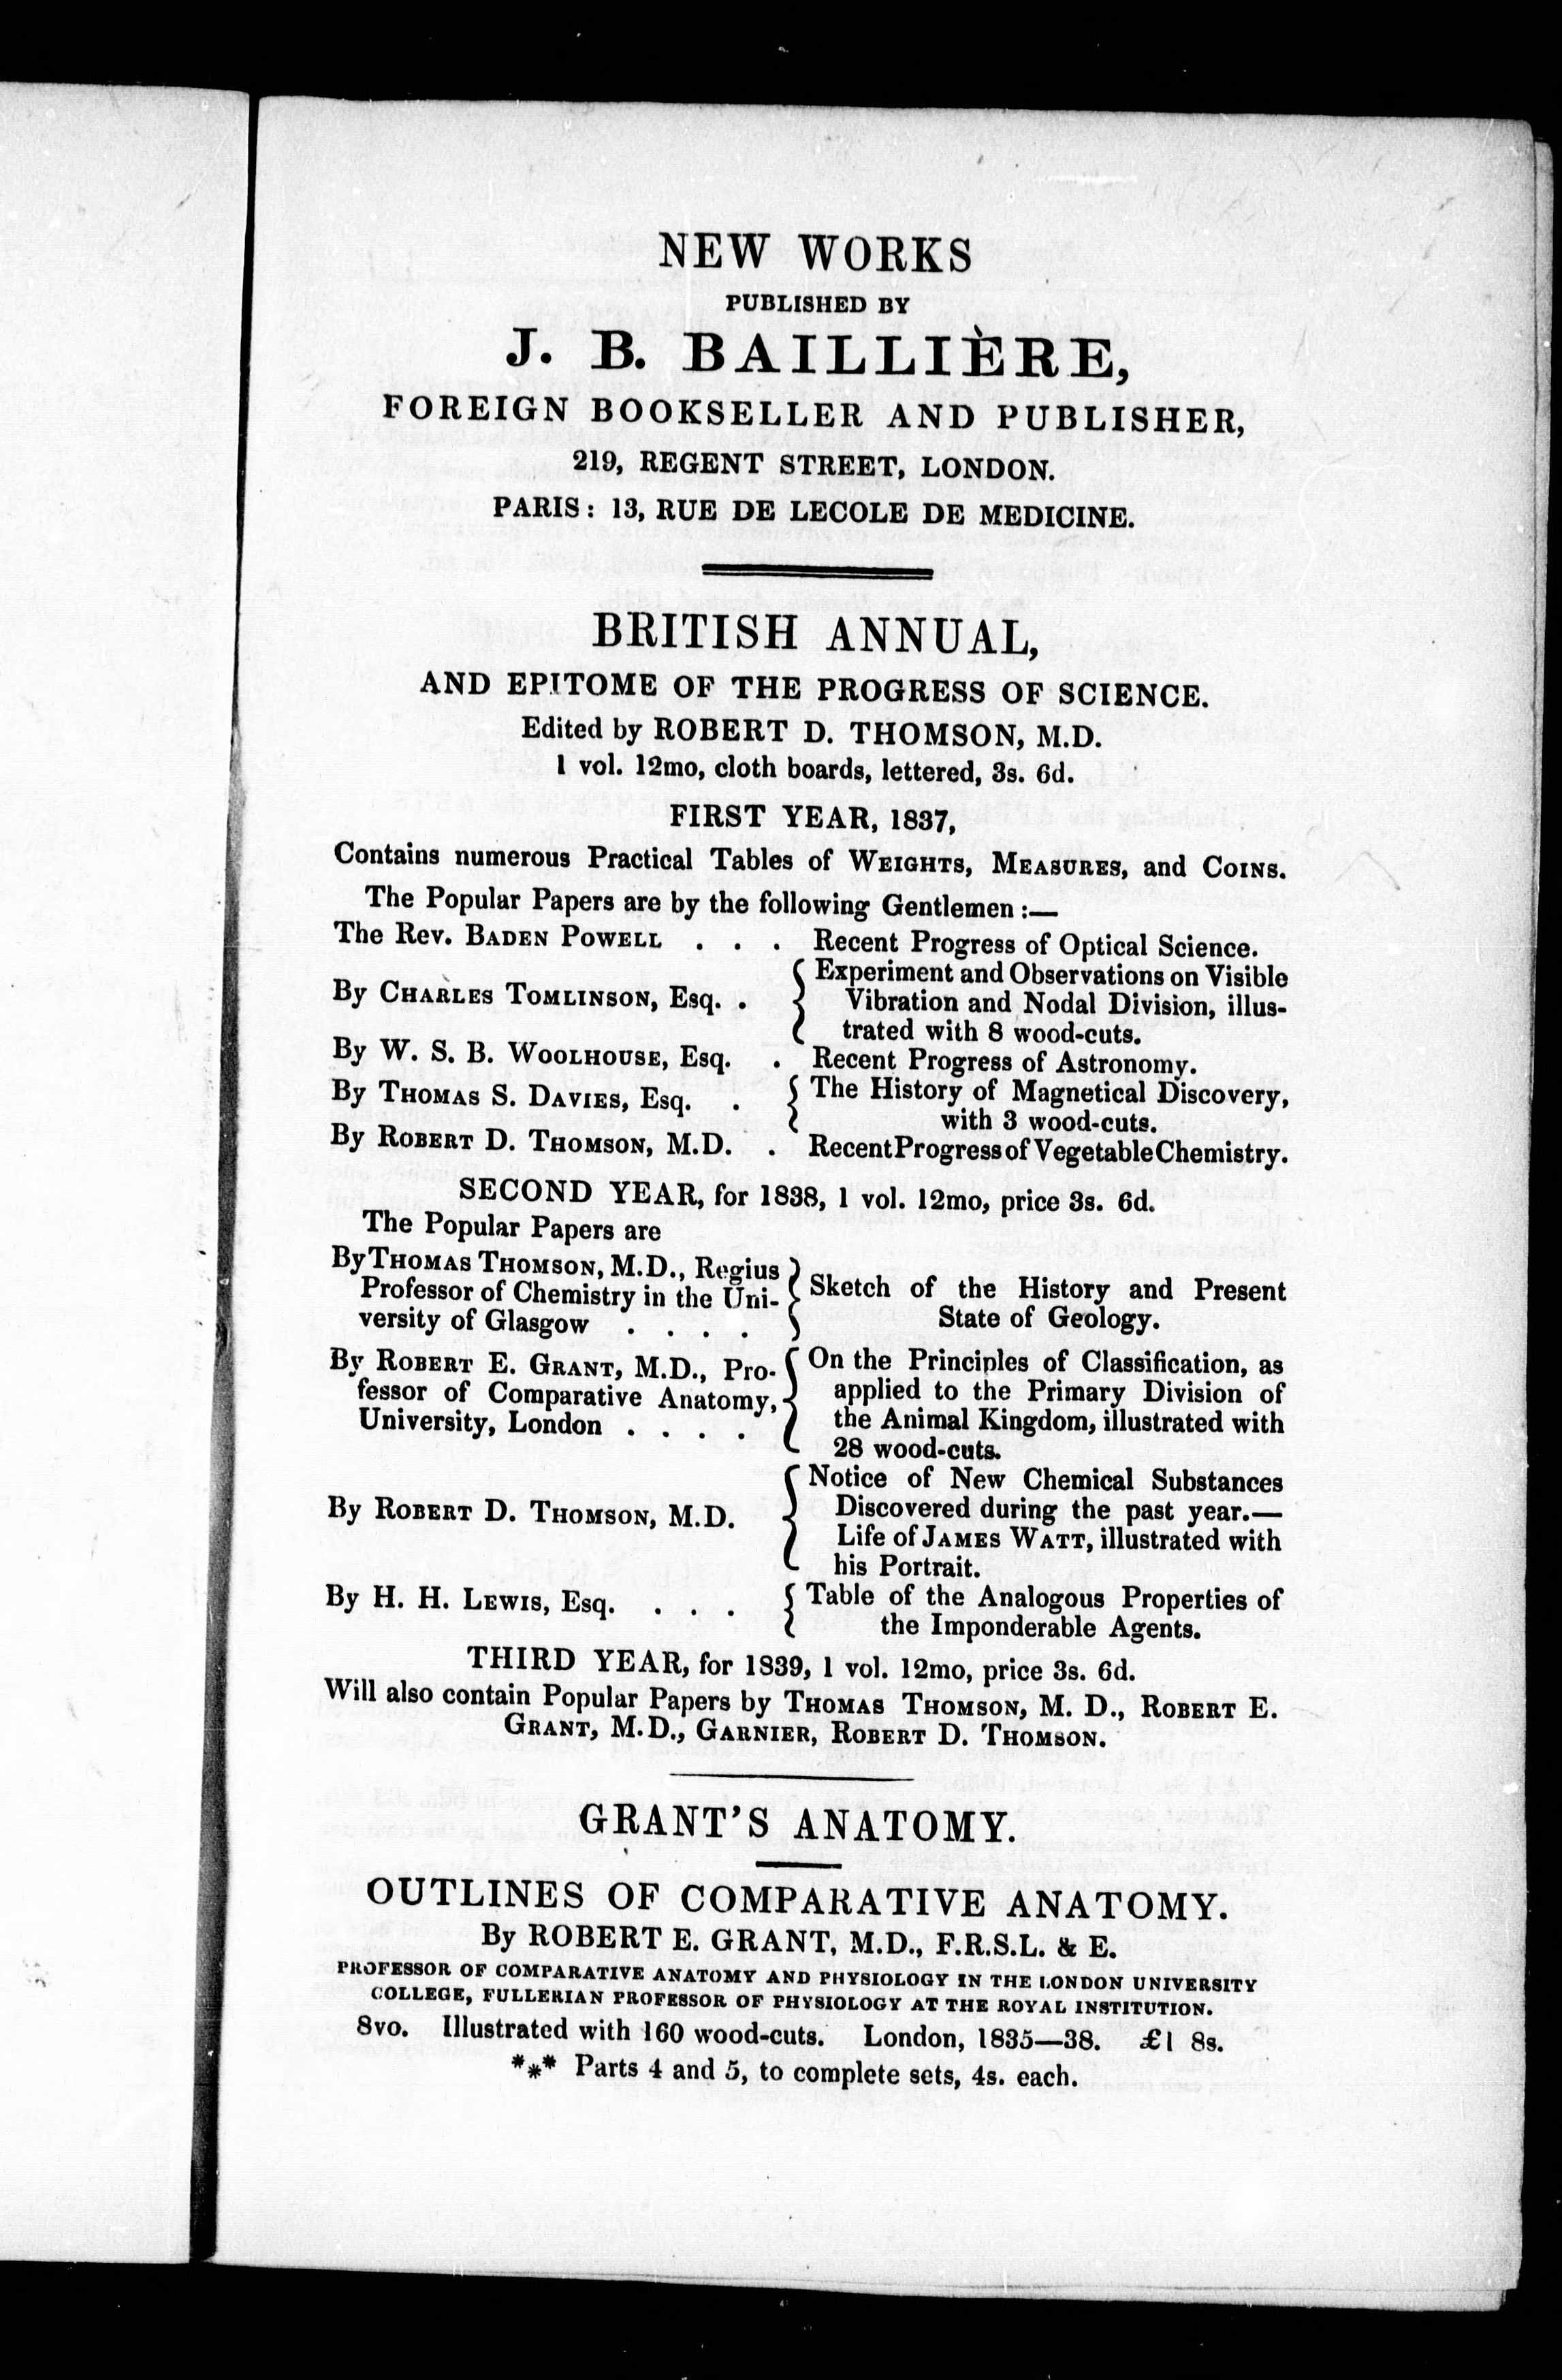 NEW WORKS
PUBLISHED BY
J. B. BAILLIÈRE,
FOREIGN BOOKSELLER AND PUBLISHER,
219, REGENT STREET, LONDON.
PARIS: 13, RUE DE LECOLE DE MEDICINE.
BRITISH ANNUAL,
AND EPITOME OF THE PROGRESS OF SCIENCE.
Edited by ROBERT D. THOMSON, M.D.
1 vol. 12mo, cloth boards, lettered, 3s. 6d.
FIRST YEAR, 1837,
Contains numerous Practical Tables of WEIGHTS, MEASURES, and COINS.
The Popular Papers are by the following Gentlemen:—
The Rev. BADEN POWELL . . . Recent Progress of Optical Science.
By CHARLES TOMLINSON, Esq. . { Experiment and Observations on Visible
Vibration and Nodal Division, illus-
trated with 8 wood-cuts.
By W. S. B. WOOLHOUSE, Esq. . Recent Progress of Astronomy.
By THOMAS S. DAVIES, Esq. . { The History of Magnetical Discovery,
with 3 wood-cuts.
By ROBERT D. THOMSON, M.D. . Recent Progress of Vegetable Chemistry.
SECOND YEAR, for 1838, 1 vol. 12mo, price 3s. 6d.
The Popular Papers are
By THOMAS THOMSON, M.D., Regius
Professor of Chemistry in the Uni-
versity of Glasgow . . . . } Sketch of the History and Present
State of Geology.
By ROBERT E. GRANT, M.D., Pro-
fessor of Comparative Anatomy,
University, London . . . . { On the Principles of Classification, as
applied to the Primary Division of
the Animal Kingdom, illustrated with
28 wood-cuts.
By ROBERT D. THOMSON, M.D. { Notice of New Chemical Substances
Discovered during the past year.—
Life of JAMES WATT, illustrated with
his Portrait.
By H. H. LEWIS, Esq. . . . { Table of the Analogous Properties of
the Imponderable Agents.
THIRD YEAR, for 1839, 1 vol. 12mo, price 3s. 6d.
Will also contain Popular Papers by THOMAS THOMSON, M. D., ROBERT E.
GRANT, M.D., GARNIER, ROBERT D. THOMSON.
GRANT'S ANATOMY.
OUTLINES OF COMPARATIVE ANATOMY.
By ROBERT E. GRANT, M.D., F.R.S.L. & E.
PROFESSOR OF COMPARATIVE ANATOMY AND PHYSIOLOGY IN THE LONDON UNIVERSITY
COLLEGE, FULLERIAN PROFESSOR OF PHYSIOLOGY AT THE ROYAL INSTITUTION.
8vo. Illustrated with 160 wood-cuts. London, 1835—38. £1 8s.
*** Parts 4 and 5, to complete sets, 4s. each.